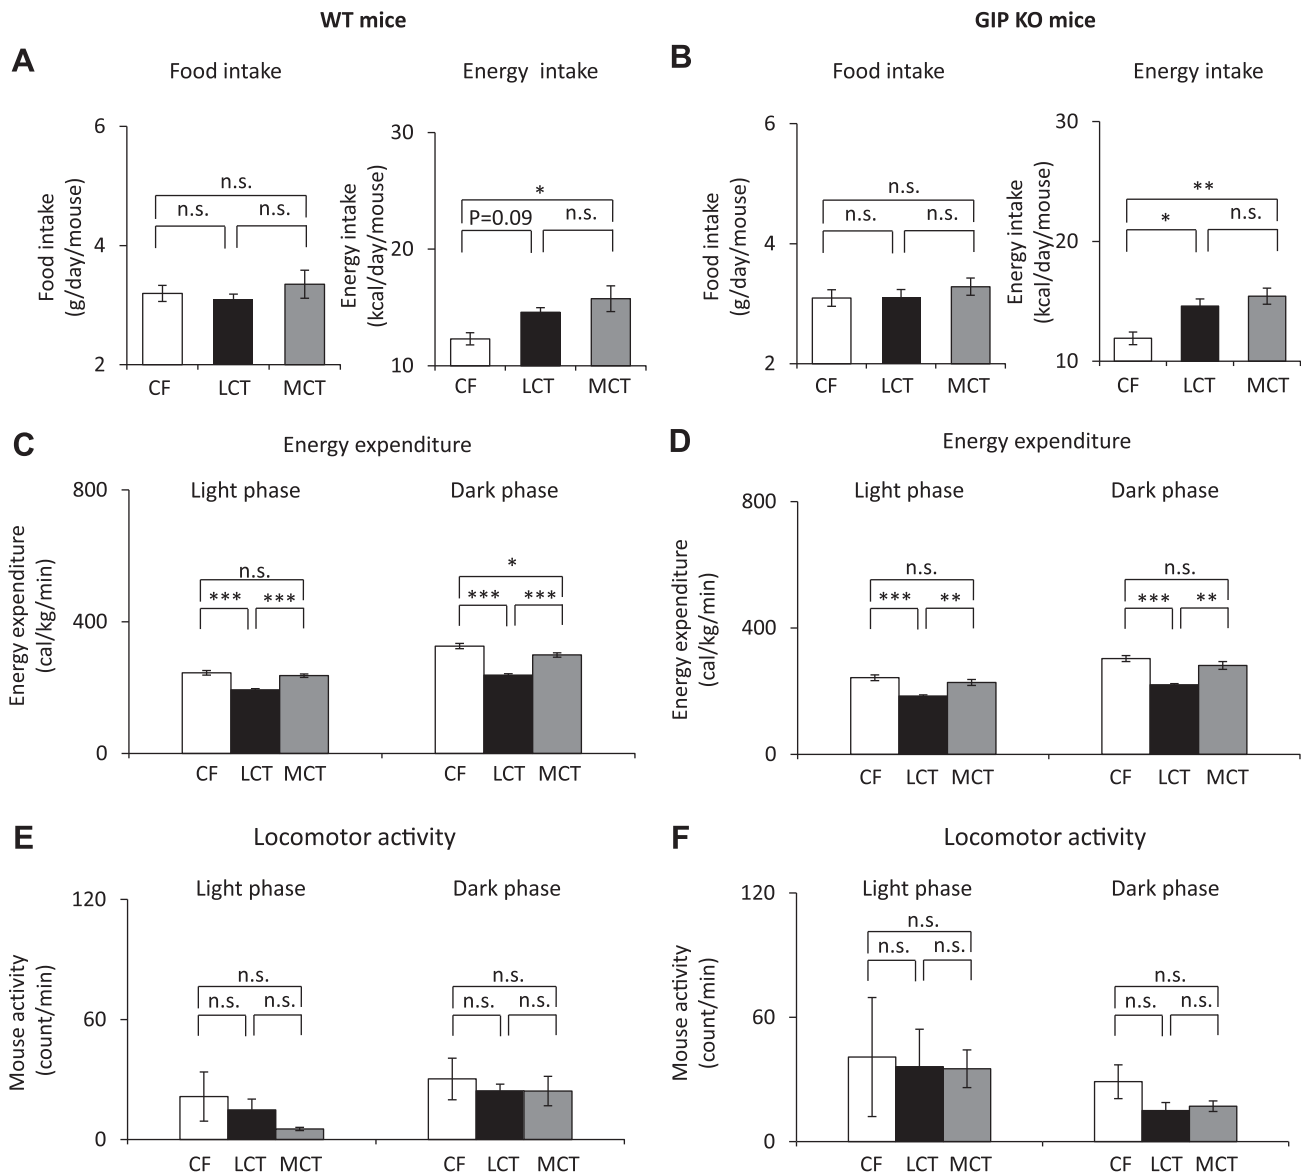 WT mice
GIP KO mice
A
Food intake
Energy intake
B
Food intake
Energy intake
Food intake
(g/day/mouse)
6
4
2
n.s.
n.s.
n.s.
CF LCT MCT
Energy intake
(kcal/day/mouse)
30
20
10
*
P=0.09
n.s.
CF LCT MCT
Food intake
(g/day/mouse)
6
4
2
n.s.
n.s.
n.s.
CF LCT MCT
Energy intake
(kcal/day/mouse)
30
20
10
**
*
n.s.
CF LCT MCT
C
Energy expenditure
Light phase
Dark phase
Energy expenditure
(cal/kg/min)
800
400
0
n.s.
***
***
*
***
***
CF LCT MCT
CF LCT MCT
D
Energy expenditure
Light phase
Dark phase
Energy expenditure
(cal/kg/min)
800
400
0
n.s.
***
**
n.s.
***
**
CF LCT MCT
CF LCT MCT
E
Locomotor activity
Light phase
Dark phase
Mouse activity
(count/min)
120
60
0
n.s.
n.s.
n.s.
n.s.
n.s.
n.s.
CF LCT MCT
CF LCT MCT
F
Locomotor activity
Light phase
Dark phase
Mouse activity
(count/min)
120
60
0
n.s.
n.s.
n.s.
n.s.
n.s.
n.s.
CF LCT MCT
CF LCT MCT